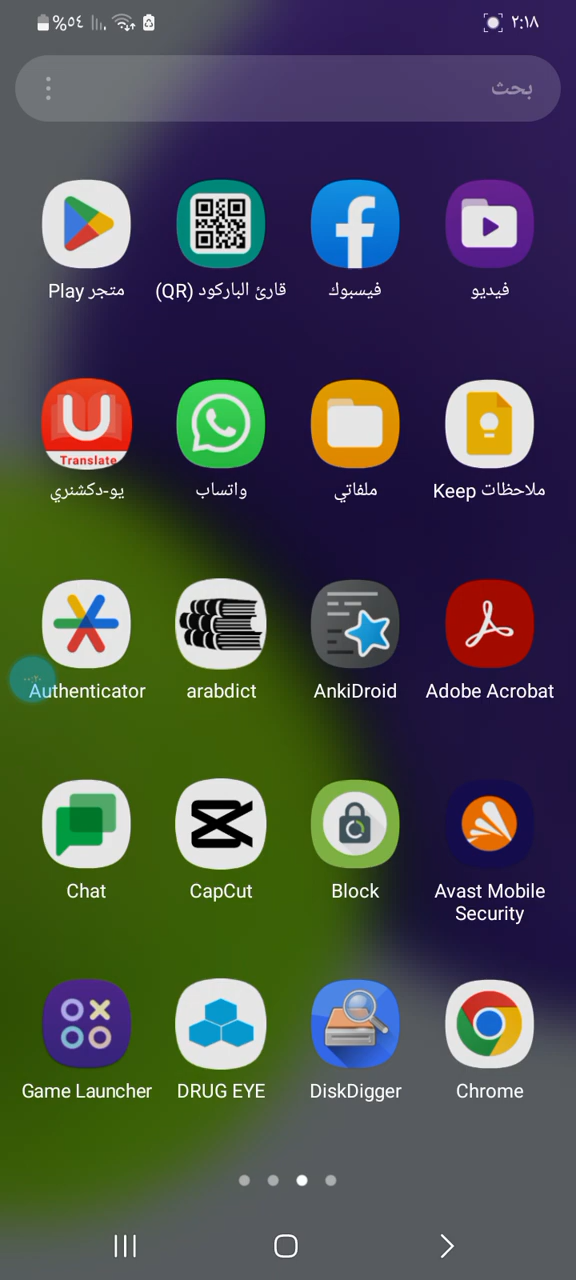 ٢:١٨
%٥٤
بحث
فيديو
فيسبوك
قارئ الباركود (QR)
متجر Play
ملاحظات Keep
ملفاتي
واتساب
Translate
يو-دكشنري
Authenticator
arabdict
AnkiDroid
Adobe Acrobat
Chat
CapCut
Block
Avast Mobile
Security
Game Launcher
DRUG EYE
DiskDigger
Chrome